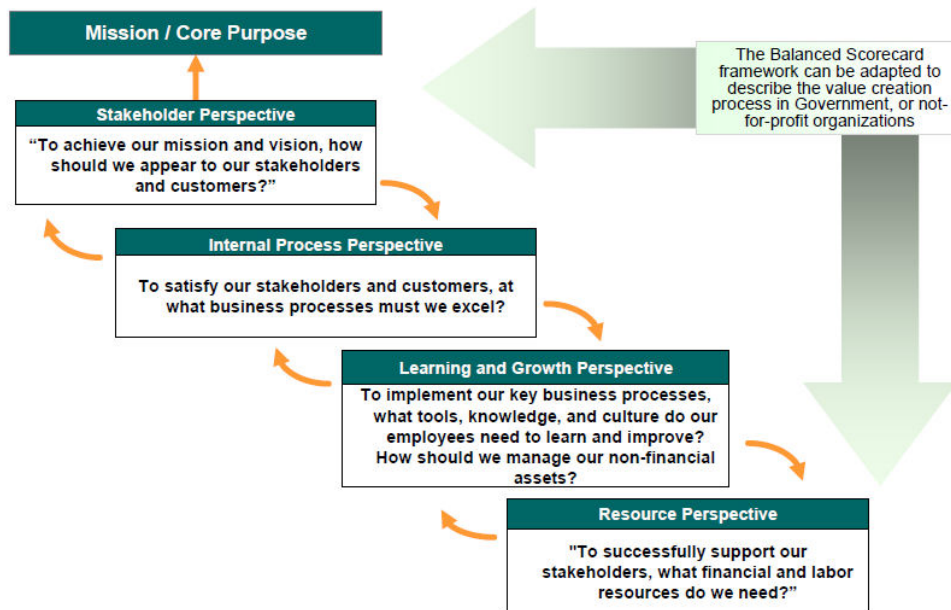 Mission / Core Purpose
The Balanced Scorecard
framework can be adapted to
describe the value creation
process in Government, or not-
for-profit organizations
Stakeholder Perspective
“To achieve our mission and vision, how
should we appear to our stakeholders
and customers?”
Internal Process Perspective
To satisfy our stakeholders and customers, at
what business processes must we excel?
Learning and Growth Perspective
To implement our key business processes,
what tools, knowledge, and culture do our
employees need to learn and improve?
How should we manage our non-financial
assets?
Resource Perspective
"To successfully support our
stakeholders, what financial and labor
resources do we need?”